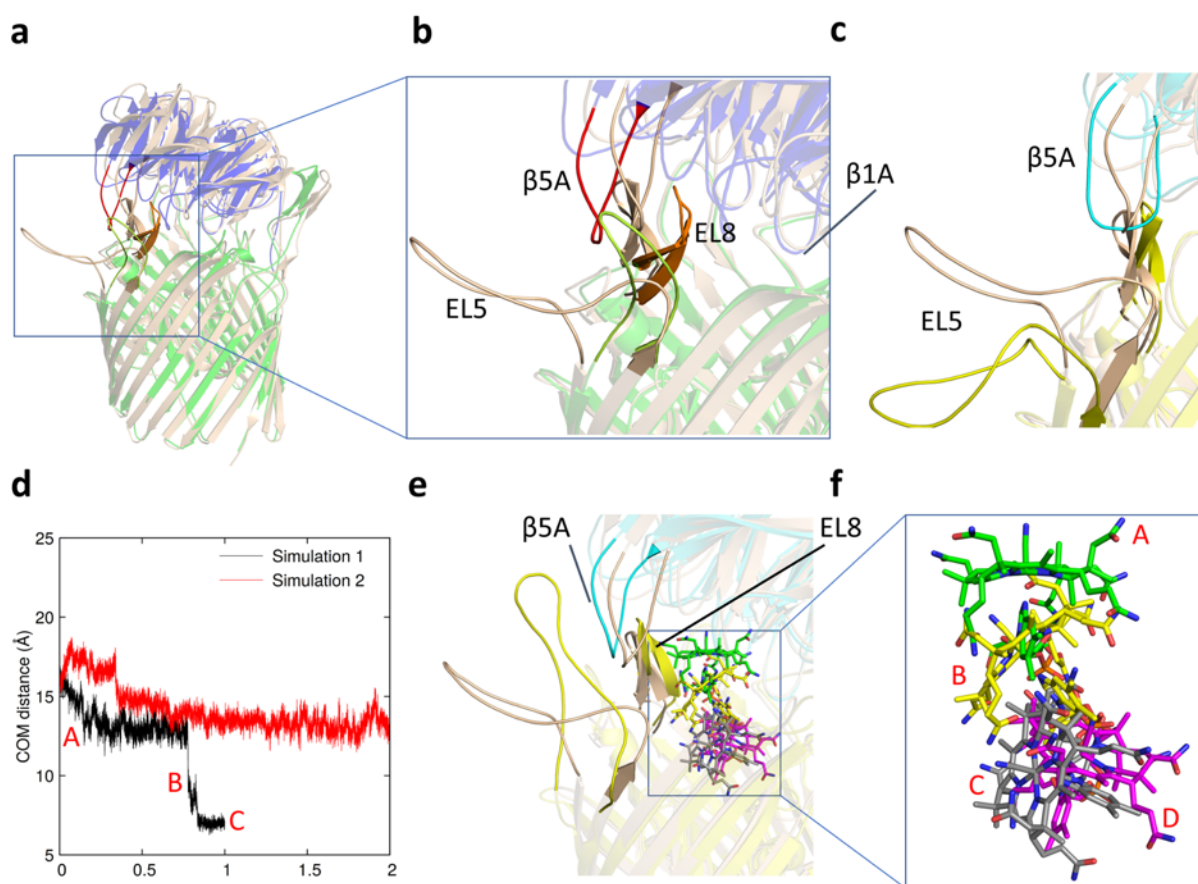 a
b
c
β5A
EL8
β1A
EL5
β5A
EL5
d
25
20
15
10
5
COM distance (Å)
Simulation 1
Simulation 2
A
B
C
0
0.5
1
1.5
2
e
β5A
EL8
f
A
B
C
D